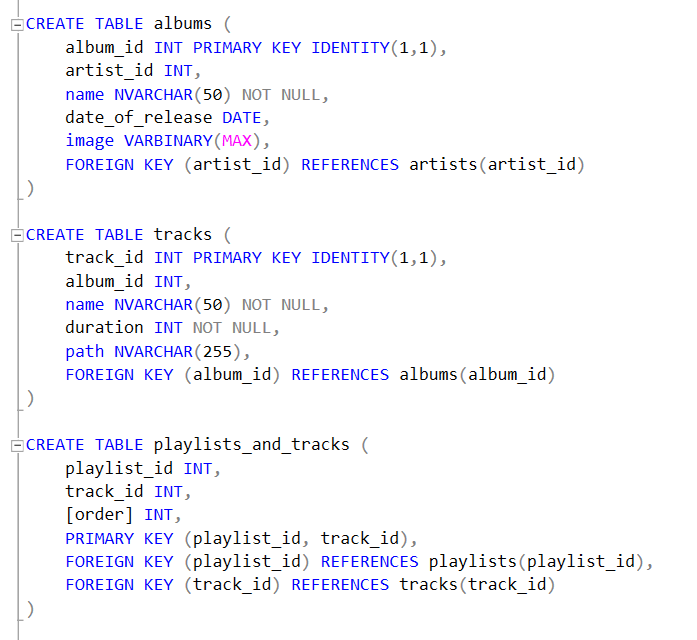 CREATE TABLE albums (
album_id INT PRIMARY KEY IDENTITY(1,1),
artist_id INT,
name NVARCHAR(50) NOT NULL,
date_of_release DATE,
image VARBINARY(MAX),
FOREIGN KEY (artist_id) REFERENCES artists(artist_id)
)
CREATE TABLE tracks (
track_id INT PRIMARY KEY IDENTITY(1,1),
album_id INT,
name NVARCHAR(50) NOT NULL,
duration INT NOT NULL,
path NVARCHAR(255),
FOREIGN KEY (album_id) REFERENCES albums(album_id)
)
CREATE TABLE playlists_and_tracks (
playlist_id INT,
track_id INT,
[order] INT,
PRIMARY KEY (playlist_id, track_id),
FOREIGN KEY (playlist_id) REFERENCES playlists(playlist_id),
FOREIGN KEY (track_id) REFERENCES tracks(track_id)
)